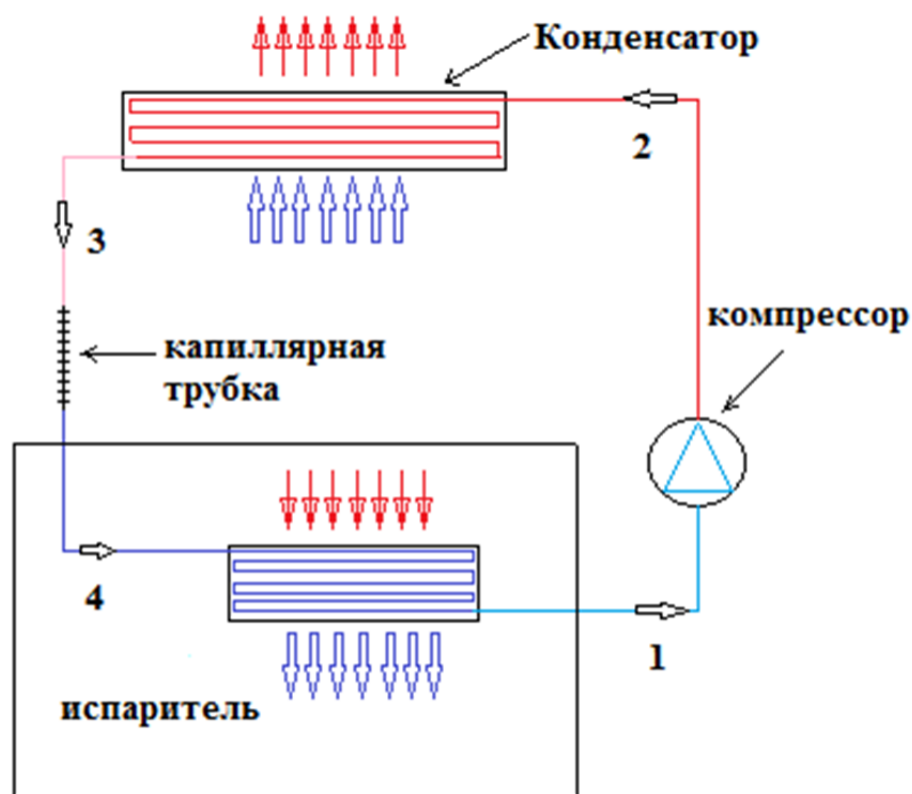 Конденсатор
2
3
компрессор
капиллярная
трубка
4
1
испаритель